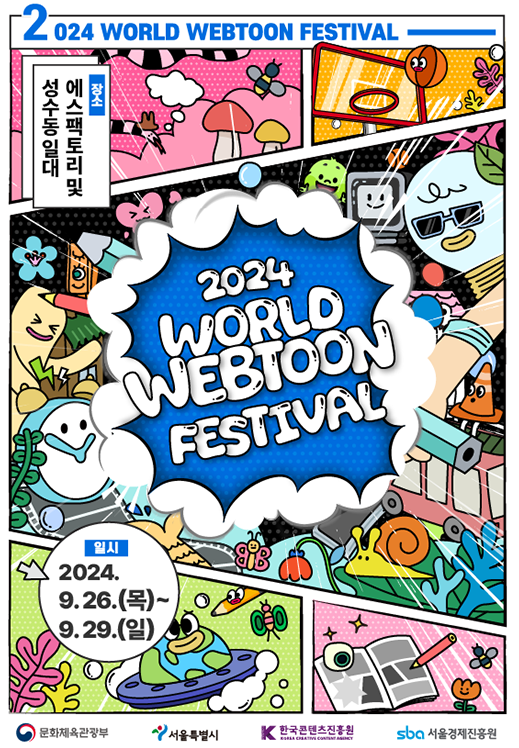 2024 WORLD WEBTOON FESTIVAL
장소
에스팩토리 및
성수동 일대
2024
WORLD
WEBTOON
FESTIVAL
일시
2024.
9.26.(목)~
9.29.(일)
문화체육관광부
서울특별시
한국콘텐츠진흥원
KOREA CREATIVE CONTENT AGENCY
sba 서울경제진흥원